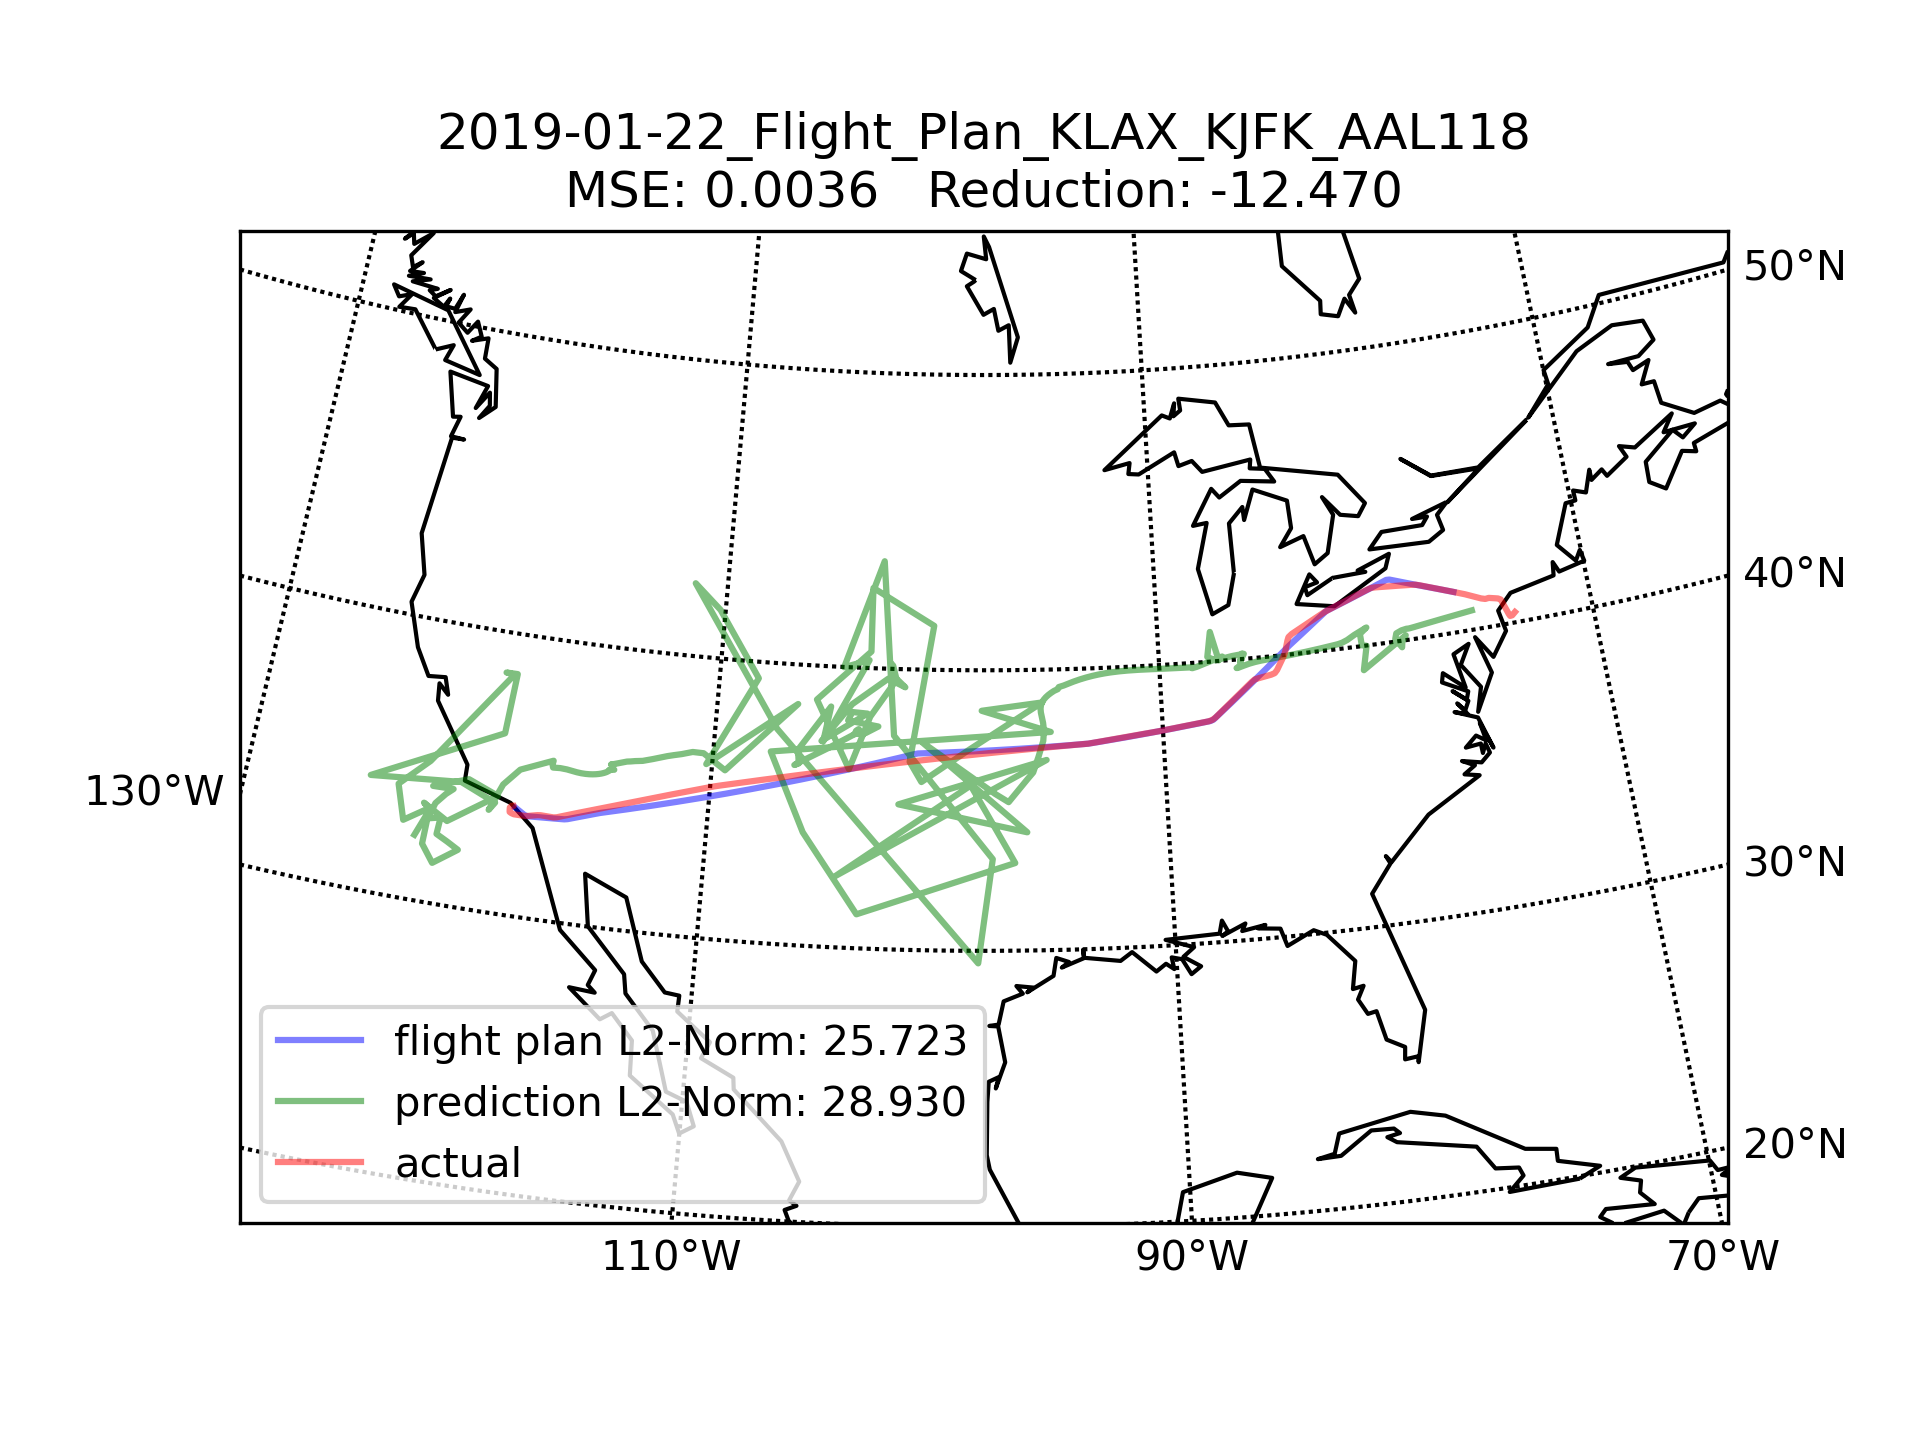 2019-01-22_Flight_Plan_KLAX_KJFK_AAL118
MSE: 0.0036   Reduction: -12.470
50°N
40°N
130°W
30°N
flight plan L2-Norm: 25.723
prediction L2-Norm: 28.930
20°N
actual
110°W
90°W
70°W